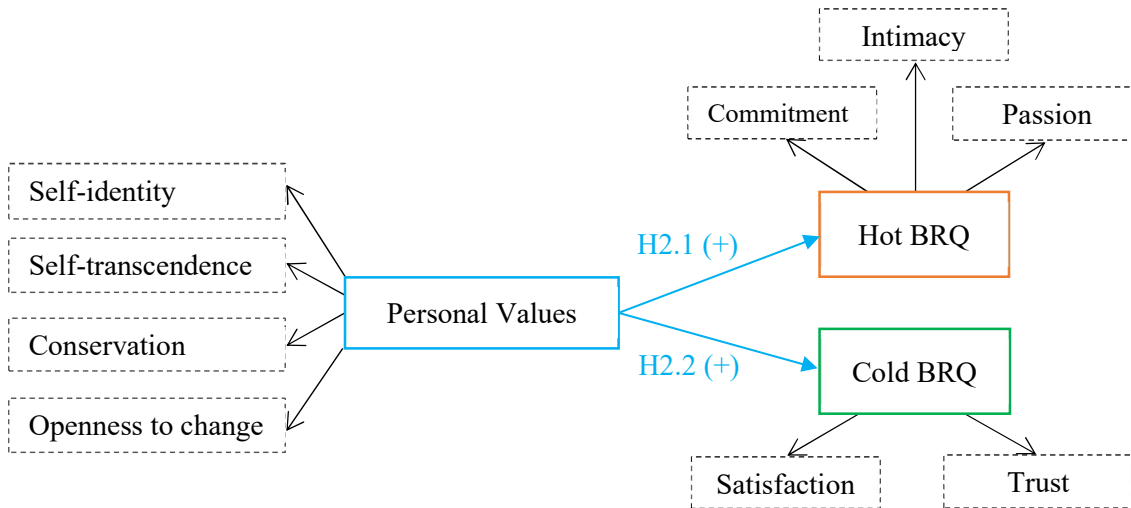 Intimacy
Commitment
Passion
Self-identity
Hot BRQ
H2.1 (+)
Self-transcendence
Personal Values
Conservation
H2.2 (+)
Cold BRQ
Openness to change
Satisfaction
Trust